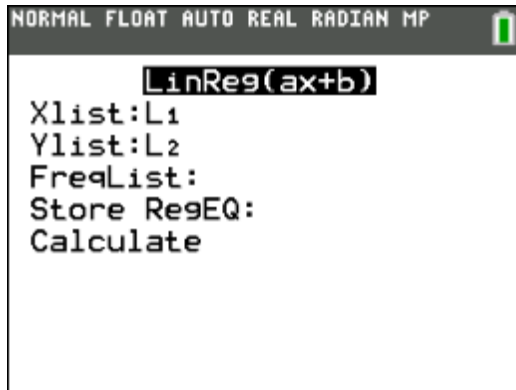 NORMAL FLOAT AUTO REAL RADIAN MP
LinReg(ax+b)
Xlist:L₁
Ylist:L₂
FreqList:
Store RegEQ:
Calculate